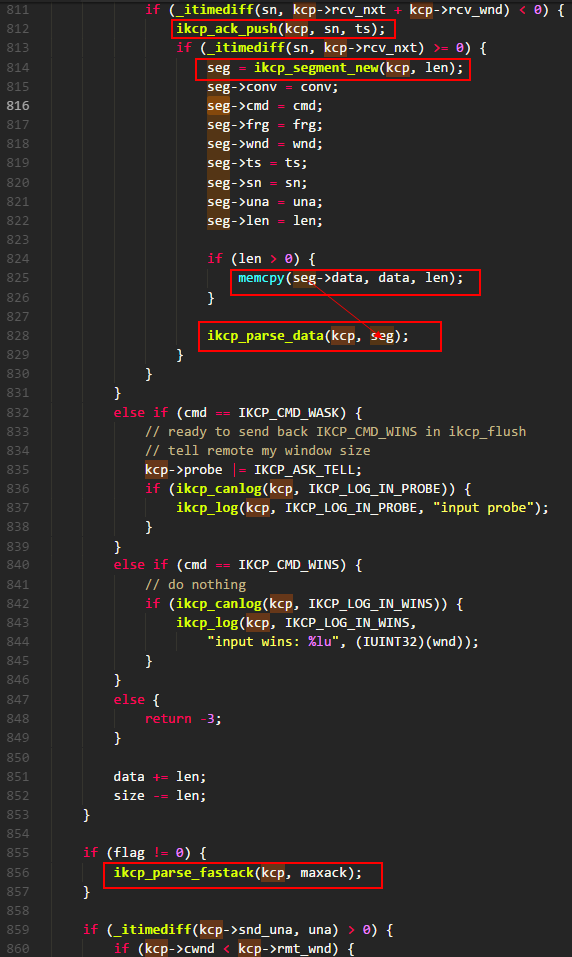 811 if (_itimediff(sn, kcp->rcv_nxt + kcp->rcv_wnd) < 0) {
812 ikcp_ack_push(kcp, sn, ts);
813 if (_itimediff(sn, kcp->rcv_nxt) >= 0) {
814 seg = ikcp_segment_new(kcp, len);
815 seg->conv = conv;
816 seg->cmd = cmd;
817 seg->frg = frg;
818 seg->wnd = wnd;
819 seg->ts = ts;
820 seg->sn = sn;
821 seg->una = una;
822 seg->len = len;
823
824 if (len > 0) {
825 memcpy(seg->data, data, len);
826 }
827
828 ikcp_parse_data(kcp, seg);
829 }
830 }
831 }
832 else if (cmd == IKCP_CMD_WASK) {
833 // ready to send back IKCP_CMD_WINS in ikcp_flush
834 // tell remote my window size
835 kcp->probe |= IKCP_ASK_TELL;
836 if (ikcp_canlog(kcp, IKCP_LOG_IN_PROBE)) {
837 ikcp_log(kcp, IKCP_LOG_IN_PROBE, "input probe");
838 }
839 }
840 else if (cmd == IKCP_CMD_WINS) {
841 // do nothing
842 if (ikcp_canlog(kcp, IKCP_LOG_IN_WINS)) {
843 ikcp_log(kcp, IKCP_LOG_IN_WINS,
844 "input wins: %lu", (IUINT32)(wnd));
845 }
846 }
847 else {
848 return -3;
849 }
850
851 data += len;
852 size -= len;
853 }
854
855 if (flag != 0) {
856 ikcp_parse_fastack(kcp, maxack);
857 }
858
859 if (_itimediff(kcp->snd_una, una) > 0) {
860 if (kcp->cwnd < kcp->rmt_wnd) {